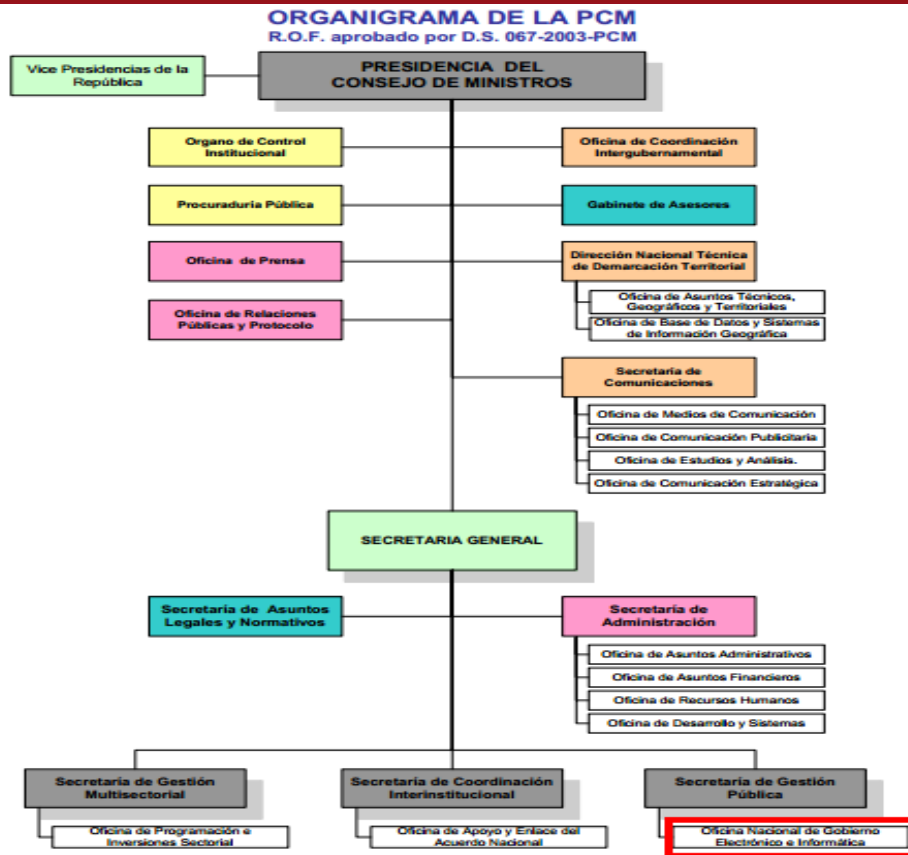 ORGANIGRAMA DE LA PCM
R.O.F. aprobado por D.S. 067-2003-PCM
Vice Presidencias de la
República
PRESIDENCIA DEL
CONSEJO DE MINISTROS
Organo de Control
Institucional
Oficina de Coordinación
Intergubernamental
Procuraduría Pública
Gabinete de Asesores
Oficina de Prensa
Dirección Nacional Técnica
de Demarcación Territorial
Oficina de Asuntos Técnicos,
Geográficos y Territoriales
Oficina de Base de Datos y Sistemas
de Información Geográfica
Oficina de Relaciones
Públicas y Protocolo
Secretaría de
Comunicaciones
Oficina de Medios de Comunicación
Oficina de Comunicación Publicitaria
Oficina de Estudios y Análisis.
Oficina de Comunicación Estratégica
SECRETARIA GENERAL
Secretaría de Asuntos
Legales y Normativos
Secretaría de
Administración
Oficina de Asuntos Administrativos
Oficina de Asuntos Financieros
Oficina de Recursos Humanos
Oficina de Desarrollo y Sistemas
Secretaría de Gestión
Multisectorial
Oficina de Programación e
Inversiones Sectorial
Secretaría de Coordinación
Interinstitucional
Oficina de Apoyo y Enlace del
Acuerdo Nacional
Secretaría de Gestión
Pública
Oficina Nacional de Gobierno
Electrónico e Informática